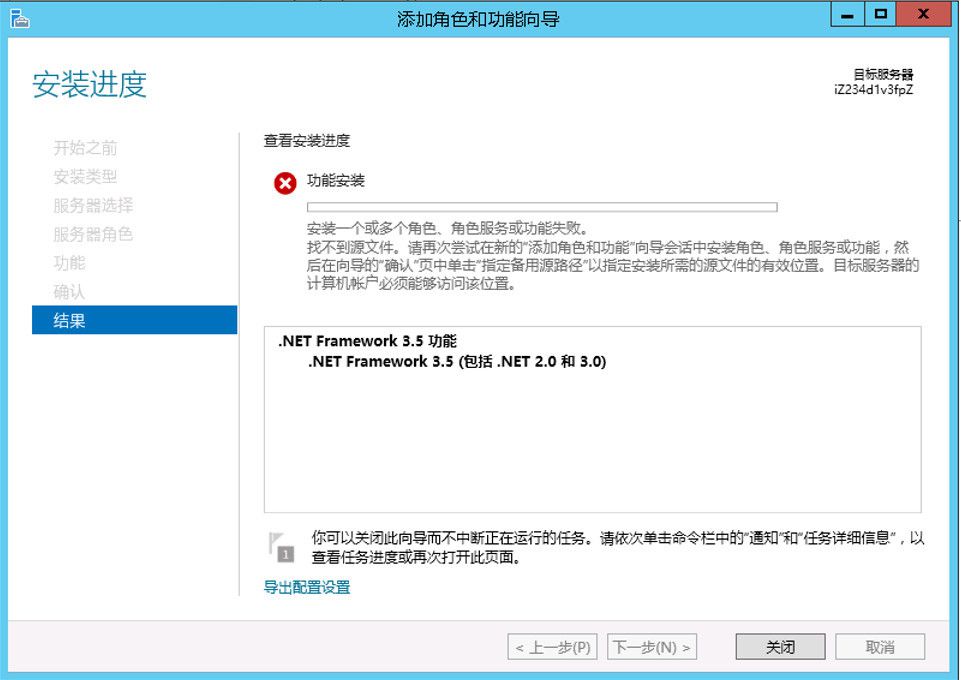 添加角色和功能向导
安装进度
目标服务器
iZ234d1v3fpZ
开始之前
安装类型
服务器选择
服务器角色
功能
确认
结果
查看安装进度
功能安装
安装一个或多个角色、角色服务或功能失败。
找不到源文件。请再次尝试在新的"添加角色和功能"向导会话中安装角色、角色服务或功能，然
后在向导的"确认"页中单击"指定备用源路径"以指定安装所需的源文件的有效位置。目标服务器的
计算机帐户必须能够访问该位置。
.NET Framework 3.5 功能
.NET Framework 3.5 (包括 .NET 2.0 和 3.0)
1
你可以关闭此向导而不中断正在运行的任务。请依次单击命令栏中的"通知"和"任务详细信息"，以
查看任务进度或再次打开此页面。
导出配置设置
< 上一步(P)
下一步(N) >
关闭
取消